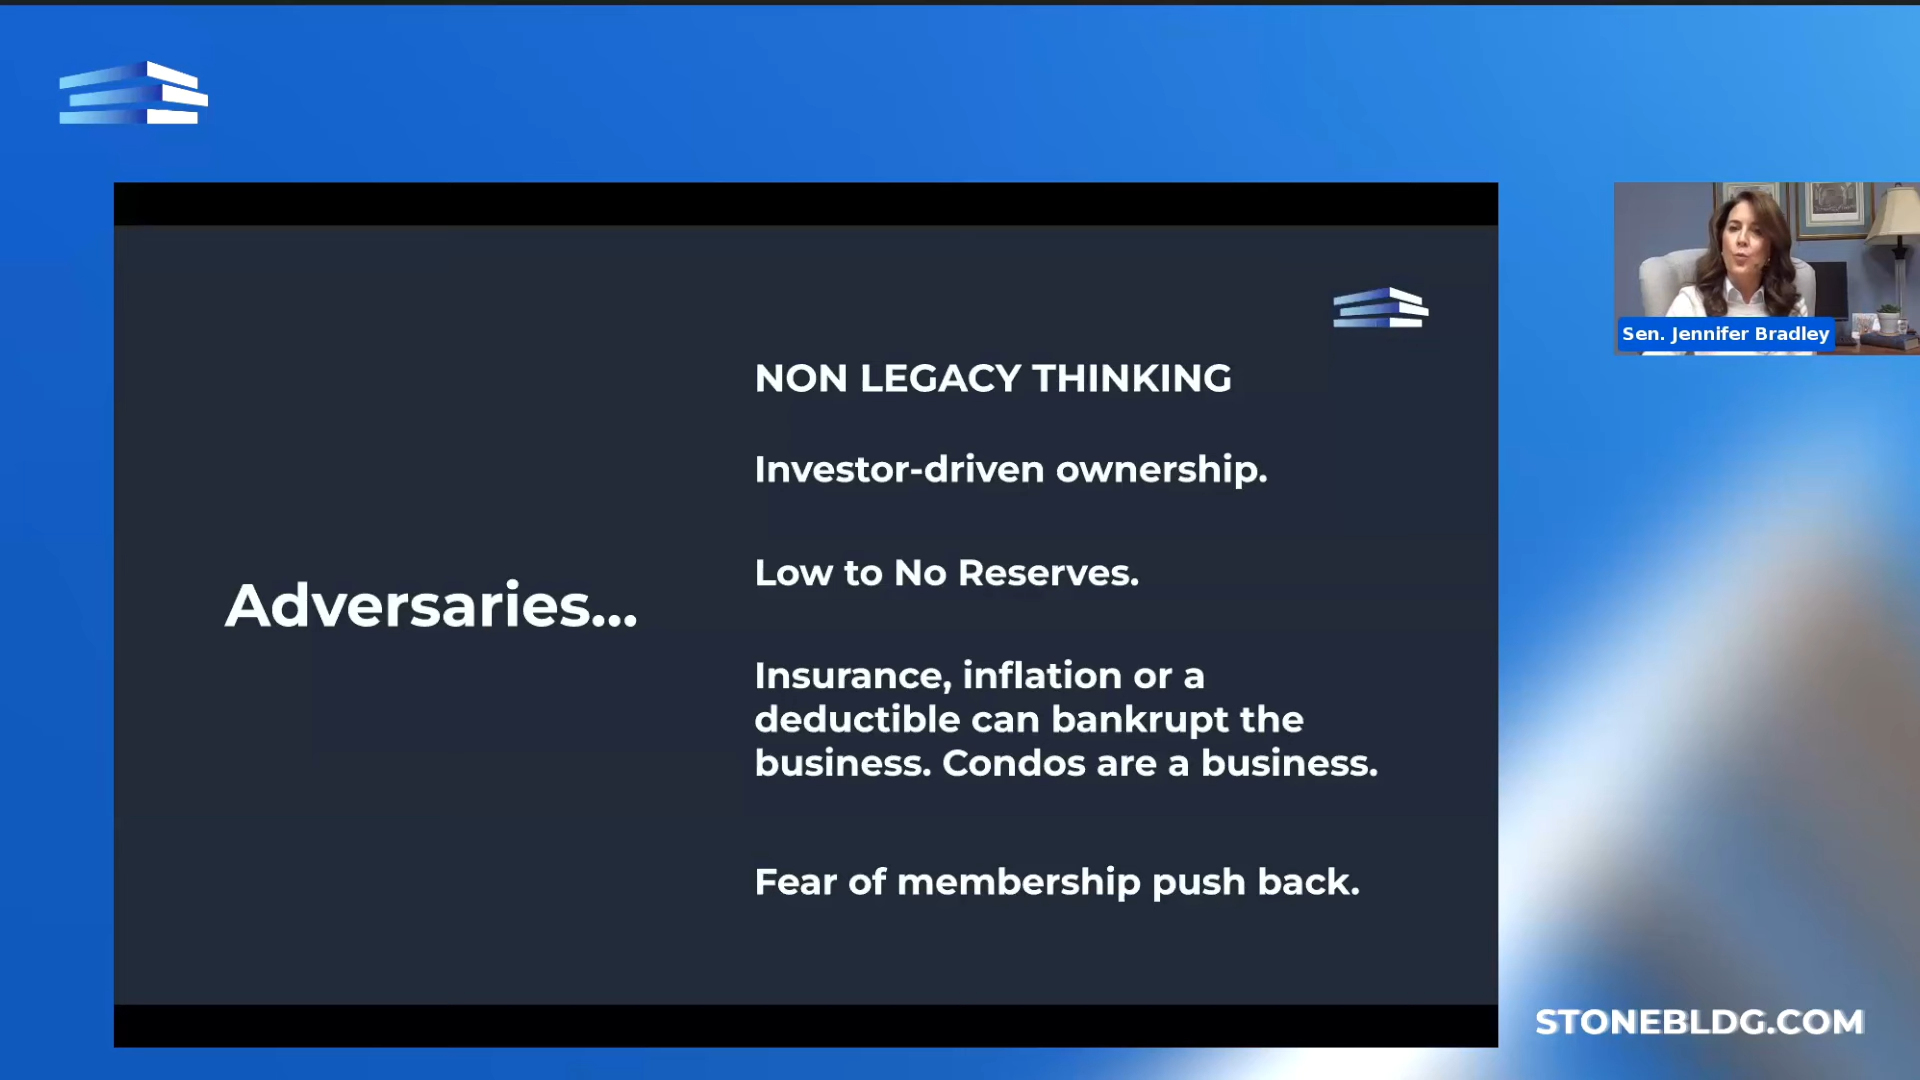 Adversaries...
NON LEGACY THINKING
Investor-driven ownership.
Low to No Reserves.
Insurance, inflation or a
deductible can bankrupt the
business. Condos are a business.
Fear of membership push back.
Sen. Jennifer Bradley
STONEBLDG.COM